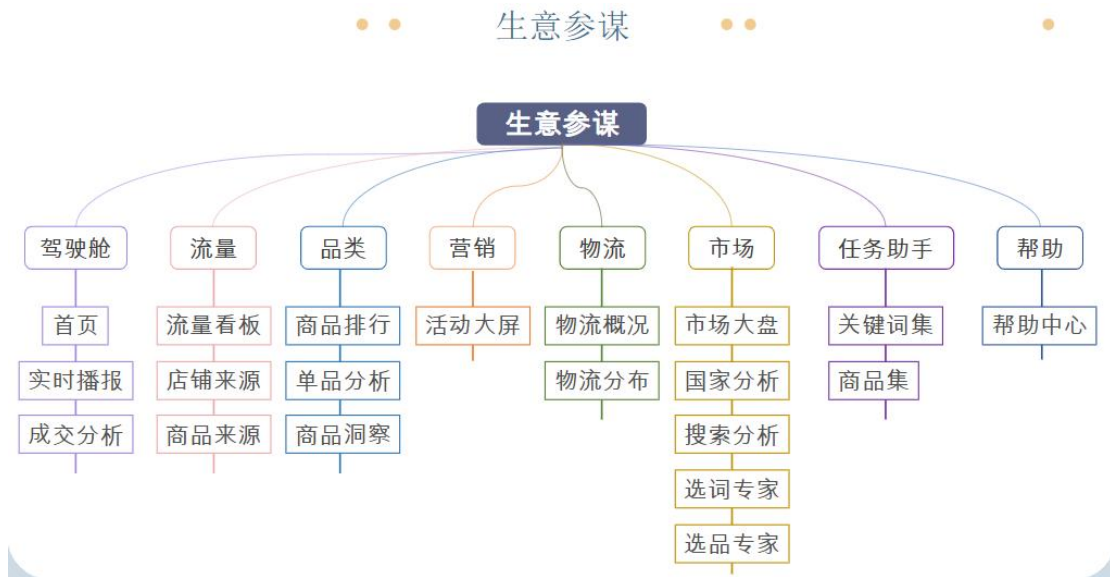 生意参谋
生意参谋
驾驶舱
流量
品类
营销
物流
市场
任务助手
帮助
首页
流量看板
商品排行
活动大屏
物流概况
市场大盘
关键词集
帮助中心
实时播报
店铺来源
单品分析
物流分布
国家分析
商品集
成交分析
商品来源
商品洞察
搜索分析
选词专家
选品专家